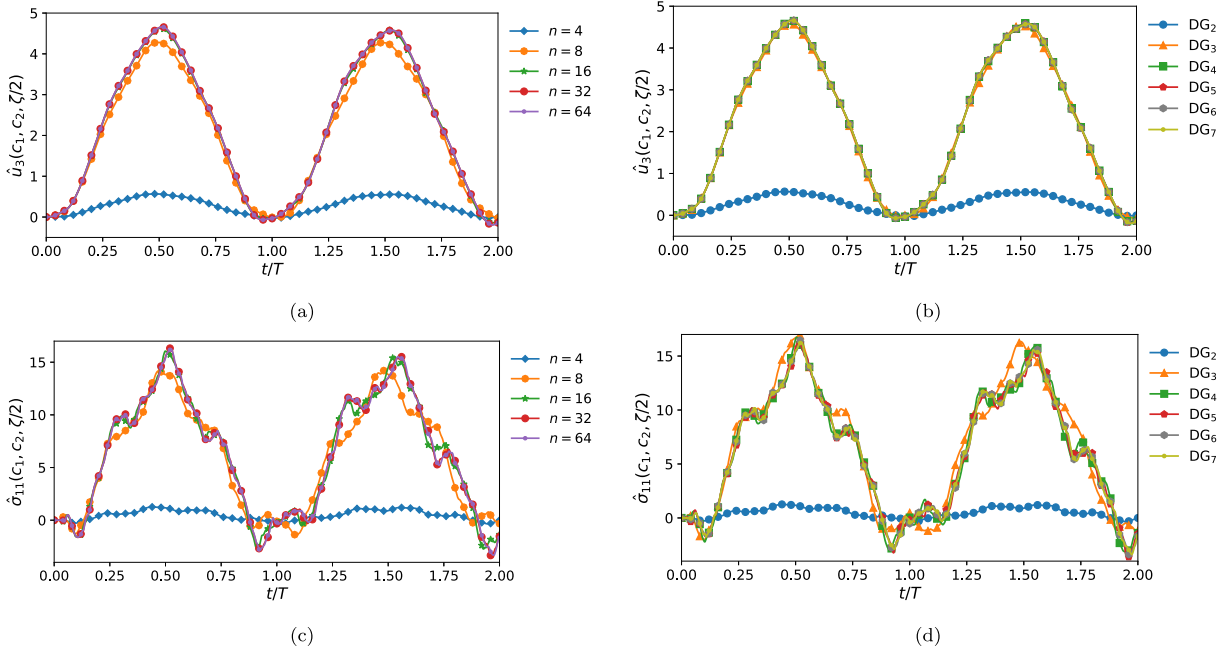 5
4
3
2
1
0
û₃(c₁, c₂, ζ/2)
0.00 0.25 0.50 0.75 1.00 1.25 1.50 1.75 2.00
t/T
n = 4
n = 8
n = 16
n = 32
n = 64
(a)
5
4
3
2
1
0
û₃(c₁, c₂, ζ/2)
0.00 0.25 0.50 0.75 1.00 1.25 1.50 1.75 2.00
t/T
DG₂
DG₃
DG₄
DG₅
DG₆
DG₇
(b)
15
10
5
0
σ̂₁₁(c₁, c₂, ζ/2)
0.00 0.25 0.50 0.75 1.00 1.25 1.50 1.75 2.00
t/T
n = 4
n = 8
n = 16
n = 32
n = 64
(c)
15
10
5
0
σ̂₁₁(c₁, c₂, ζ/2)
0.00 0.25 0.50 0.75 1.00 1.25 1.50 1.75 2.00
t/T
DG₂
DG₃
DG₄
DG₅
DG₆
DG₇
(d)